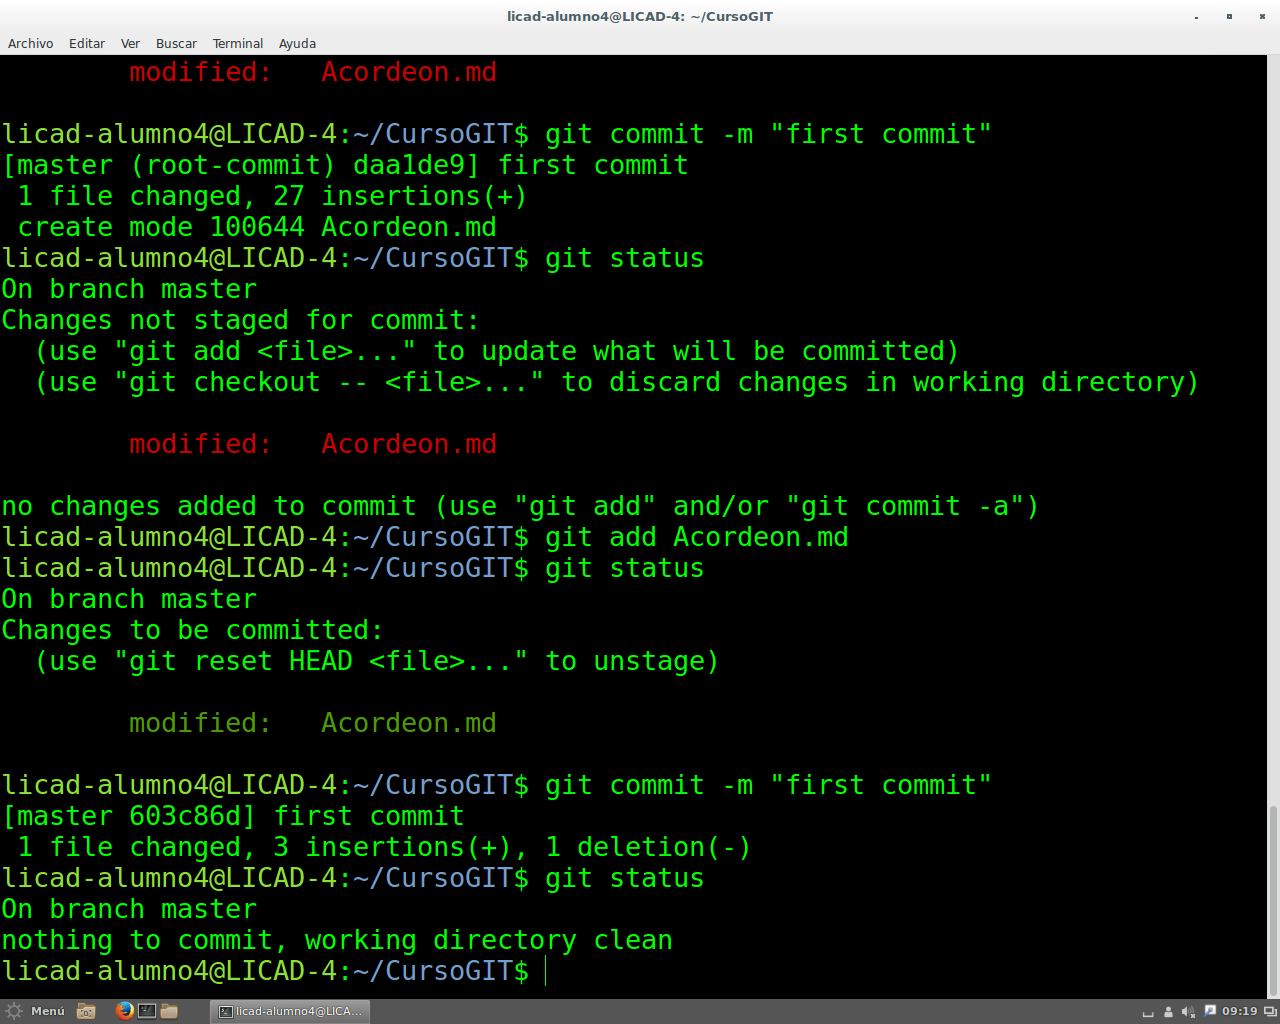 licad-alumno4@LICAD-4: ~/CursoGIT
Archivo Editar Ver Buscar Terminal Ayuda
modified:   Acordeon.md
licad-alumno4@LICAD-4:~/CursoGIT$ git commit -m "first commit"
[master (root-commit) daa1de9] first commit
 1 file changed, 27 insertions(+)
 create mode 100644 Acordeon.md
licad-alumno4@LICAD-4:~/CursoGIT$ git status
On branch master
Changes not staged for commit:
  (use "git add <file>..." to update what will be committed)
  (use "git checkout -- <file>..." to discard changes in working directory)
modified:   Acordeon.md
no changes added to commit (use "git add" and/or "git commit -a")
licad-alumno4@LICAD-4:~/CursoGIT$ git add Acordeon.md
licad-alumno4@LICAD-4:~/CursoGIT$ git status
On branch master
Changes to be committed:
  (use "git reset HEAD <file>..." to unstage)
modified:   Acordeon.md
licad-alumno4@LICAD-4:~/CursoGIT$ git commit -m "first commit"
[master 603c86d] first commit
 1 file changed, 3 insertions(+), 1 deletion(-)
licad-alumno4@LICAD-4:~/CursoGIT$ git status
On branch master
nothing to commit, working directory clean
licad-alumno4@LICAD-4:~/CursoGIT$
Menú licad-alumno4@LICA... 09:19